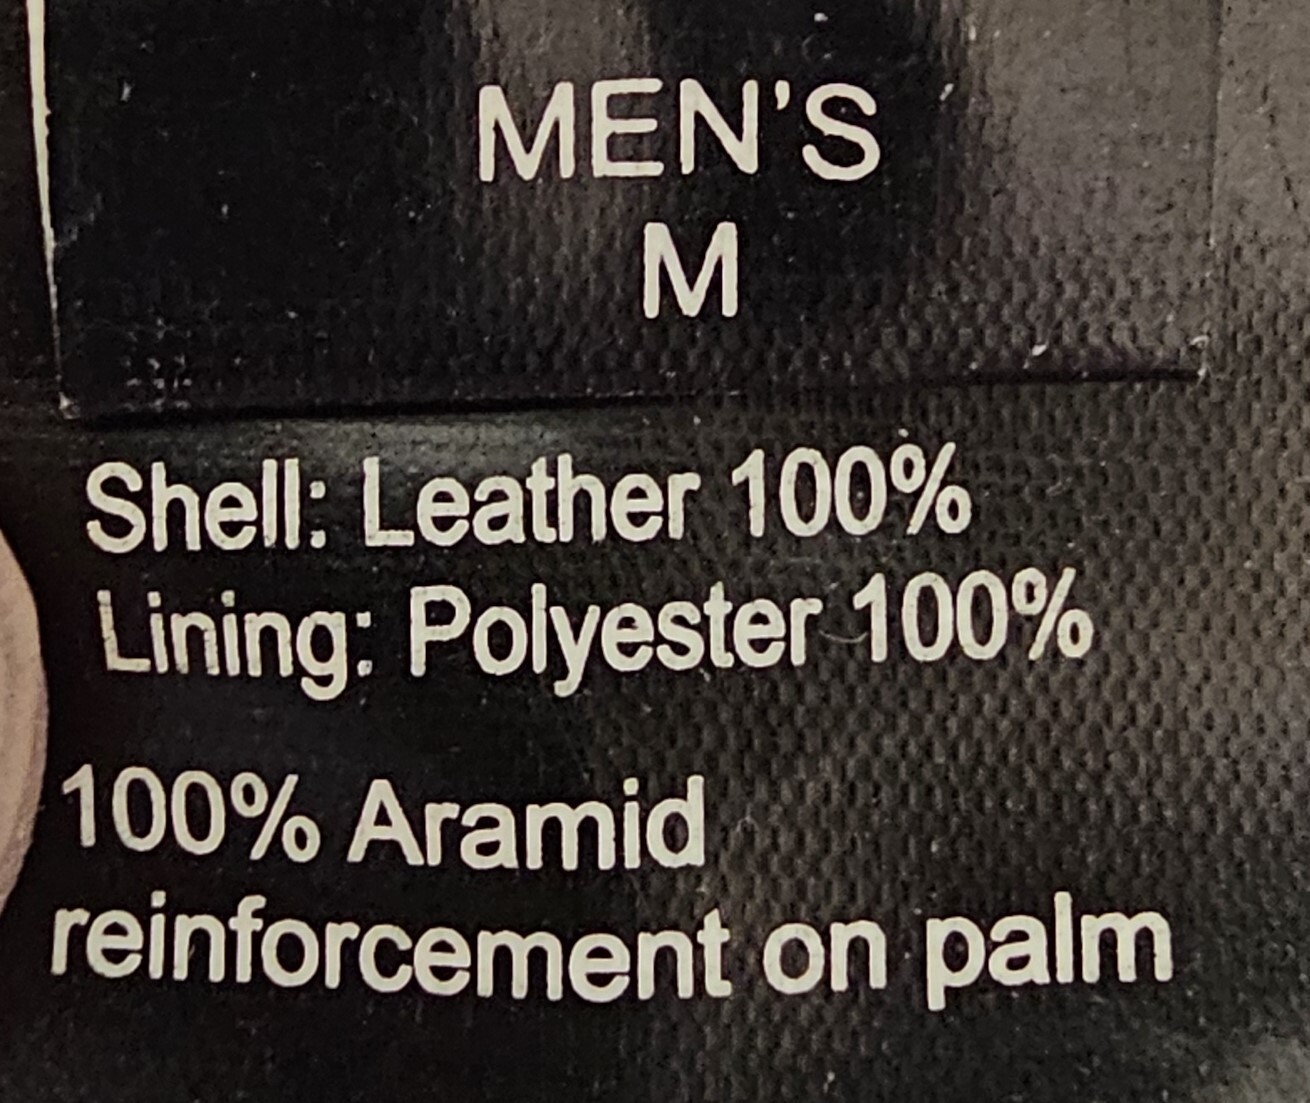 MEN'S
M
Shell: Leather 100%
Lining: Polyester 100%
100% Aramid
reinforcement on palm